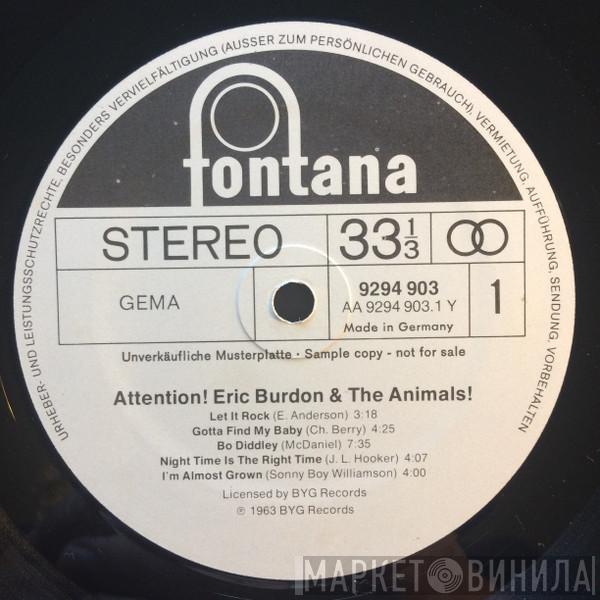 URHEBER- UND LEISTUNGSSCHUTZRECHTE, BESONDERS VERVIELFÄLTIGUNG (AUSSER ZUM PERSÖNLICHEN GEBRAUCH), VERMIETUNG, AUFFÜHRUNG, SENDUNG, VORBEHALTEN
fontana
STEREO 33 1/3
GEMA
9294 903
AA 9294 903.1 Y
Made in Germany
1
Unverkäufliche Musterplatte · Sample copy - not for sale
Attention! Eric Burdon & The Animals!
Let It Rock (E. Anderson) 3:18
Gotta Find My Baby (Ch. Berry) 4:25
Bo Diddley (McDaniel) 7:35
Night Time Is The Right Time (J. L. Hooker) 4:07
I'm Almost Grown (Sonny Boy Williamson) 4:00
Licensed by BYG Records
℗ 1963 BYG Records
МАРКЕТ ВИНИЛА